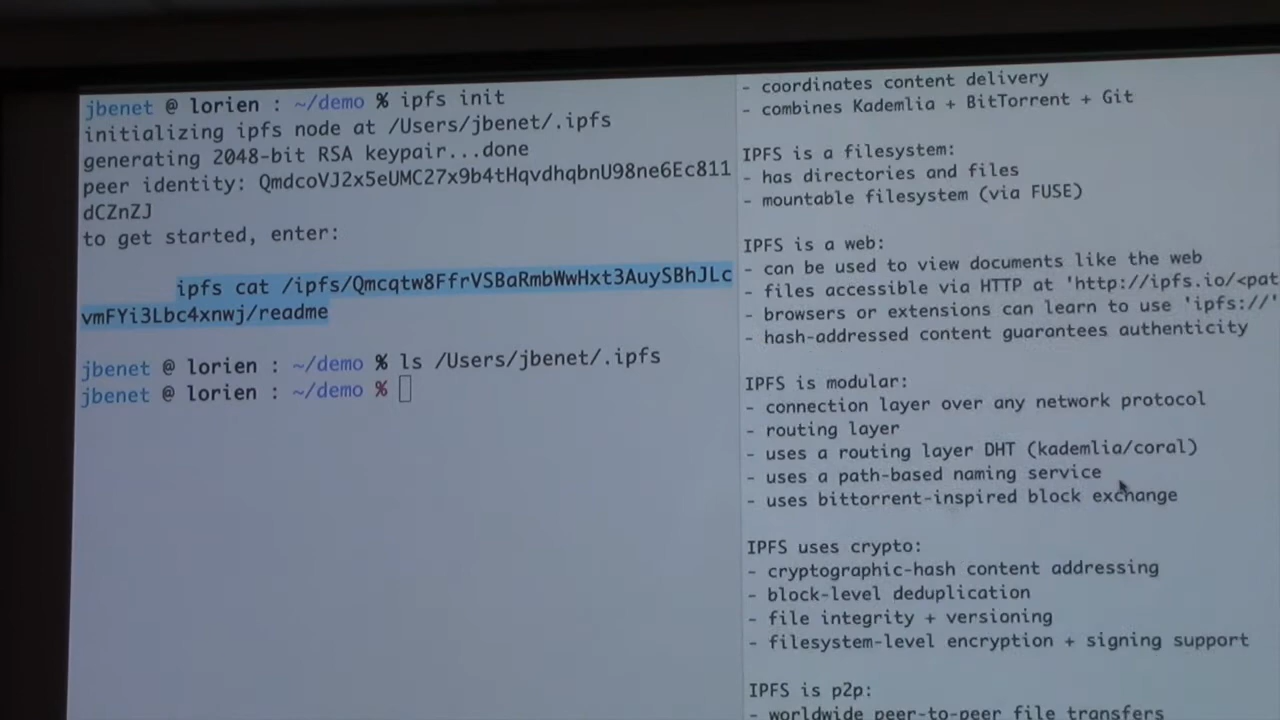 jbenet @ lorien : ~/demo % ipfs init
initializing ipfs node at /Users/jbenet/.ipfs
generating 2048-bit RSA keypair...done
peer identity: QmdcoVJ2x5eUMC27x9b4tHqvdhqbnU98ne6Ec811
dCZnZJ
to get started, enter:
ipfs cat /ipfs/Qmcqtw8FfrVSBaRmbWwHxt3AuySBhJLc
vmFYi3Lbc4xnwj/readme
jbenet @ lorien : ~/demo % ls /Users/jbenet/.ipfs
jbenet @ lorien : ~/demo %
- coordinates content delivery
- combines Kademlia + BitTorrent + Git
IPFS is a filesystem:
- has directories and files
- mountable filesystem (via FUSE)
IPFS is a web:
- can be used to view documents like the web
- files accessible via HTTP at 'http://ipfs.io/<pat
- browsers or extensions can learn to use 'ipfs://'
- hash-addressed content guarantees authenticity
IPFS is modular:
- connection layer over any network protocol
- routing layer
- uses a routing layer DHT (kademlia/coral)
- uses a path-based naming service
- uses bittorrent-inspired block exchange
IPFS uses crypto:
- cryptographic-hash content addressing
- block-level deduplication
- file integrity + versioning
- filesystem-level encryption + signing support
IPFS is p2p:
- worldwide peer-to-peer file transfers